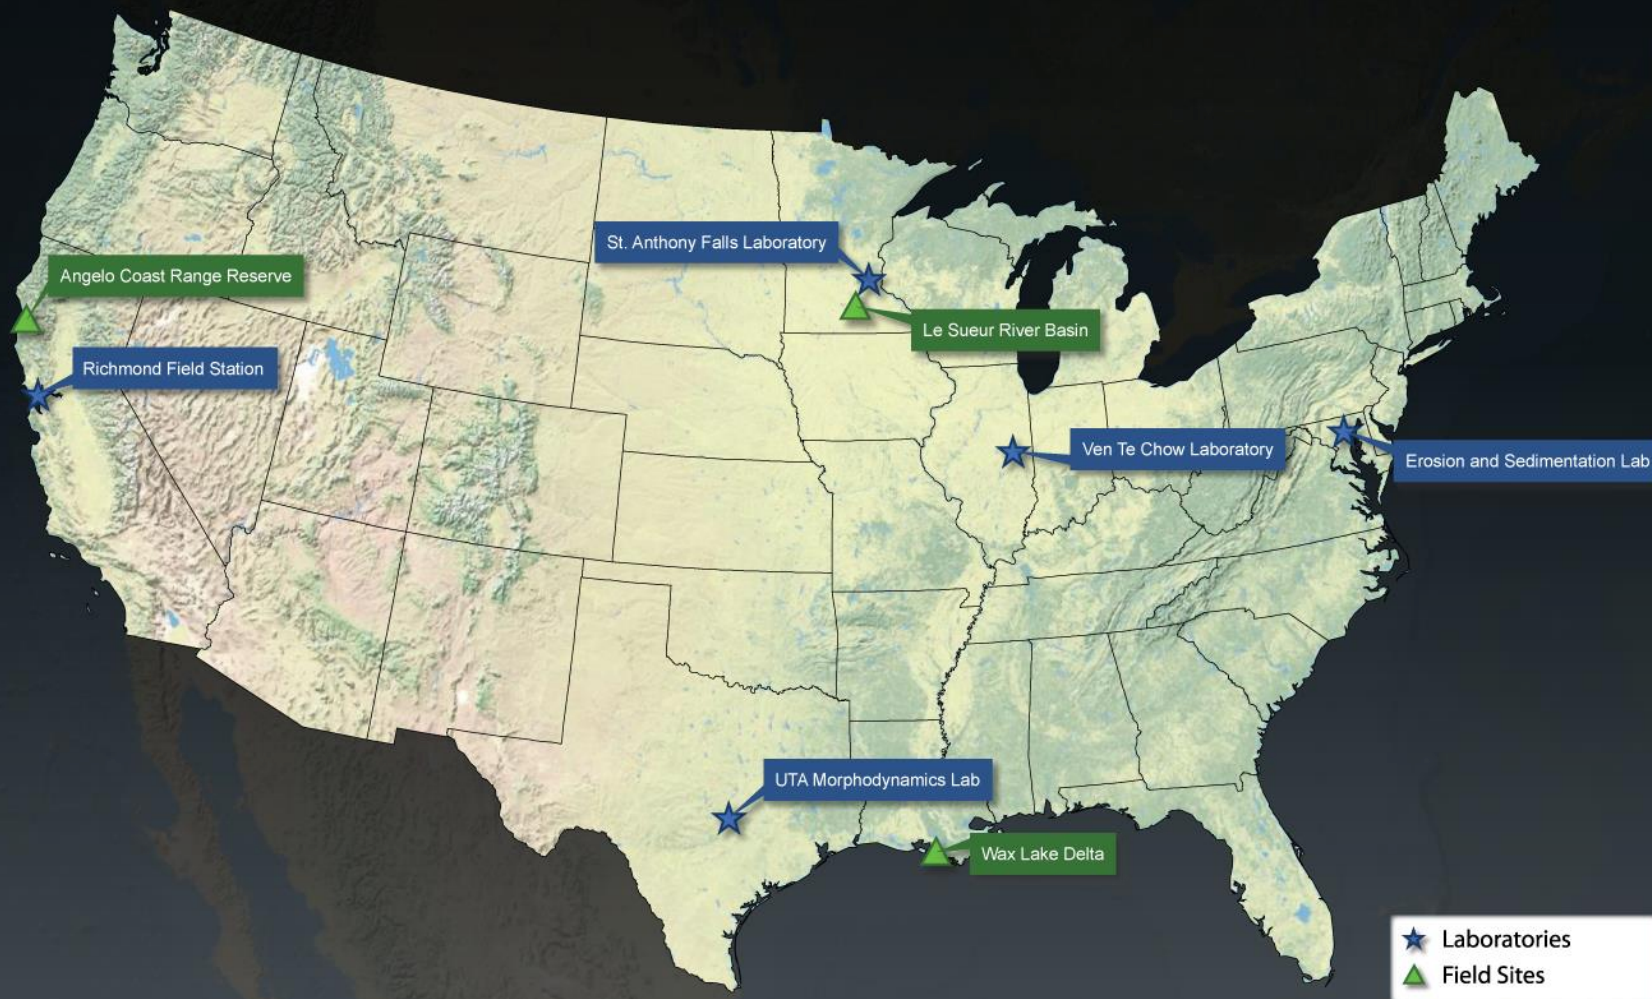 St. Anthony Falls Laboratory
Angelo Coast Range Reserve
Le Sueur River Basin
Richmond Field Station
Ven Te Chow Laboratory
Erosion and Sedimentation Lab
UTA Morphodynamics Lab
Wax Lake Delta
Laboratories
Field Sites